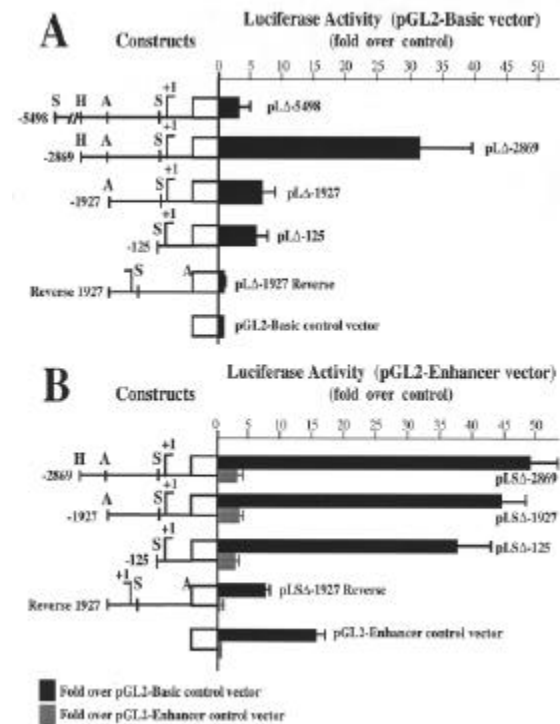 A
Luciferase Activity (pGL2-Basic vector)
Constructs
(fold over control)
0 5 10 15 20 25 30 35 40 45 50
S H A S +1
-5498
pLΔ-5498
H A S +1
-2869
pLΔ-2869
A S +1
-1927
pLΔ-1927
S +1
-125
pLΔ-125
S A
Reverse 1927
pLΔ-1927 Reverse
pGL2-Basic control vector
B
Luciferase Activity (pGL2-Enhancer vector)
Constructs
(fold over control)
0 5 10 15 20 25 30 35 40 45 50
H A S +1
-2869
pLSΔ-2869
A S +1
-1927
pLSΔ-1927
S +1
-125
pLSΔ-125
+1 S A
Reverse 1927
pLSΔ-1927 Reverse
pGL2-Enhancer control vector
Fold over pGL2-Basic control vector
Fold over pGL2-Enhancer control vector